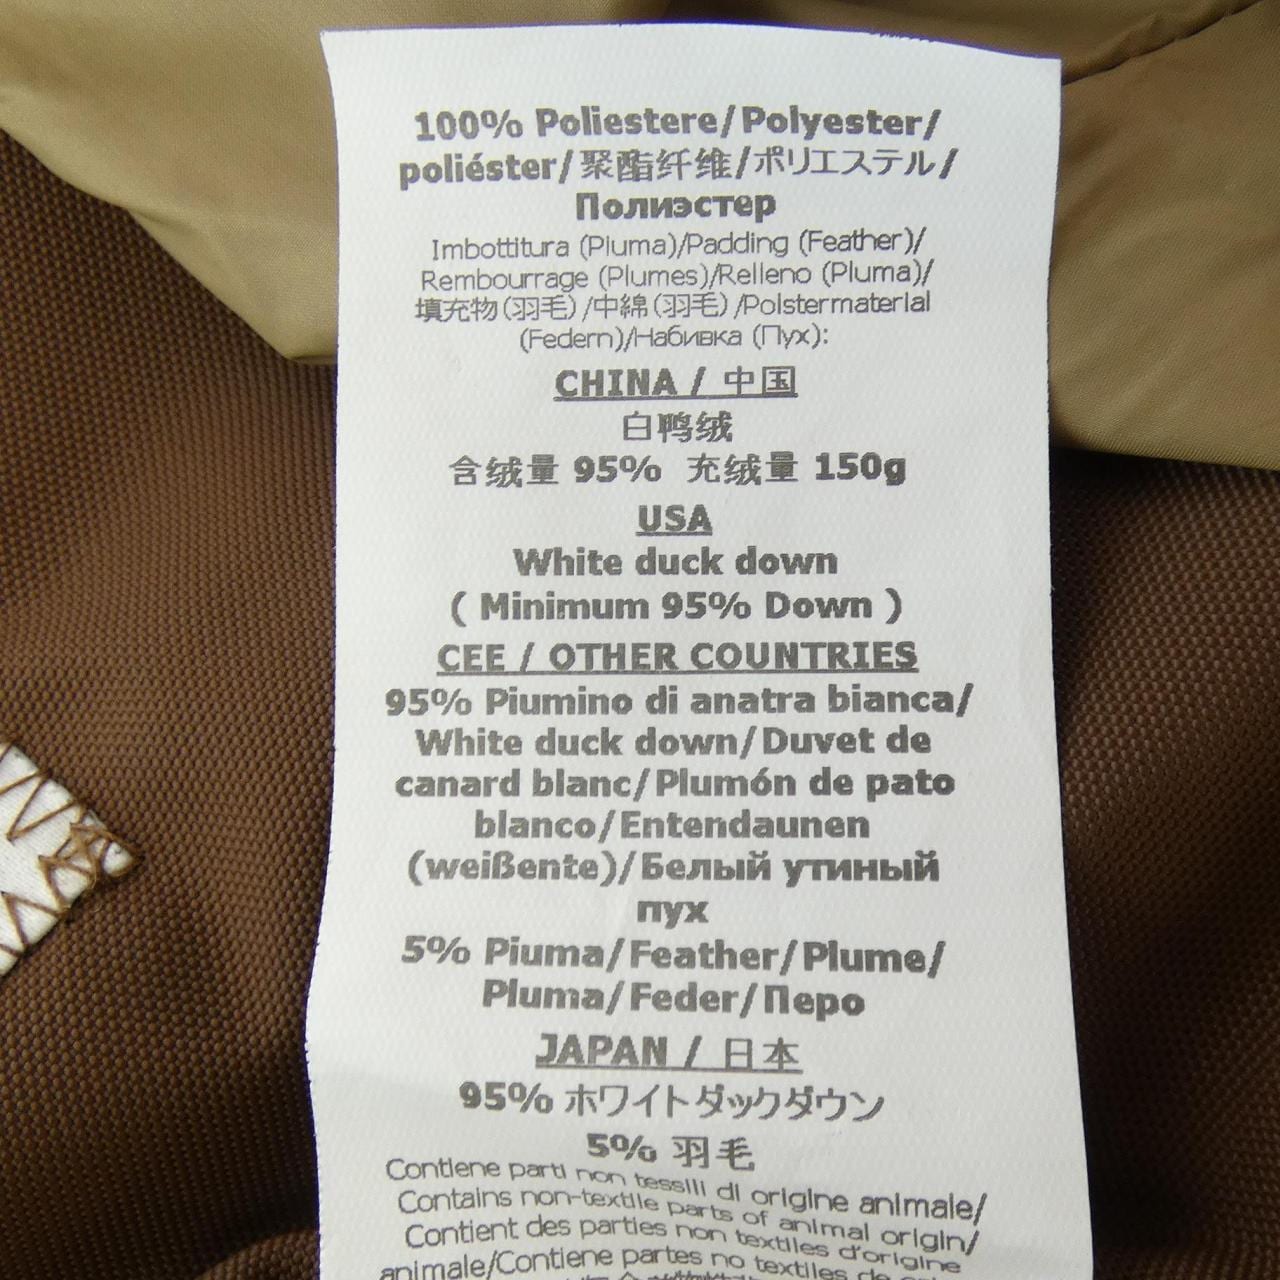 100% Poliestere/Polyester/
poliéster/聚酯纤维/ポリエステル/
Полиэстер
Imbottitura (Piuma)/Padding (Feather)/
Rembourrage (Plumes)/Relleno (Pluma)/
填充物(羽毛)/中綿(羽毛)/Polstermaterial
(Federn)/Набивка (Пух):
CHINA / 中国
白鸭绒
含绒量 95% 充绒量 150g
USA
White duck down
( Minimum 95% Down )
CEE / OTHER COUNTRIES
95% Piumino di anatra bianca/
White duck down/Duvet de
canard blanc/Plumón de pato
blanco/Entendaunen
(weißente)/Белый утиный
пух
5% Piuma/Feather/Plume/
Pluma/Feder/Перо
JAPAN / 日本
95% ホワイトダックダウン
5% 羽毛
Contiene parti non tessili di origine animale/
Contains non-textile parts of animal origin/
Contient des parties non textiles d'origine
animale/Contiene partes no textiles de